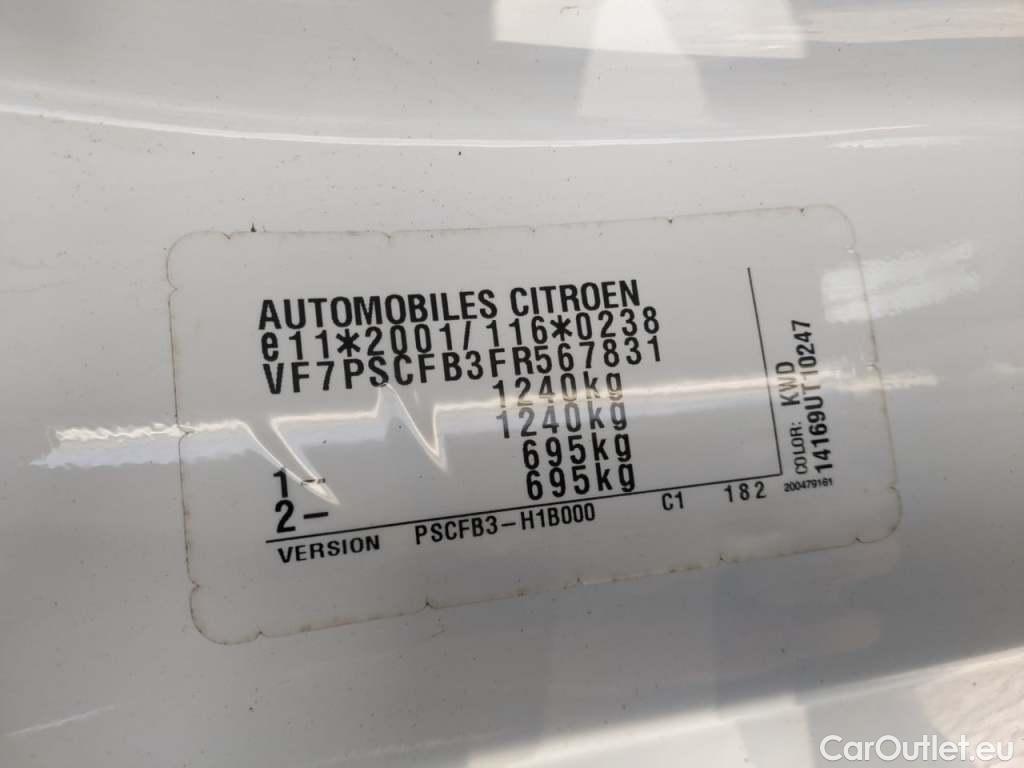 AUTOMOBILES CITROEN
e11*2001/116*0238
VF7PSCFB3FR567831
1240kg
1240kg
1- 695kg
2- 695kg
VERSION PSCFB3-H1B000 C1 182
COLOR: KWD
14169UT10247
200479161
CarOutlet.eu